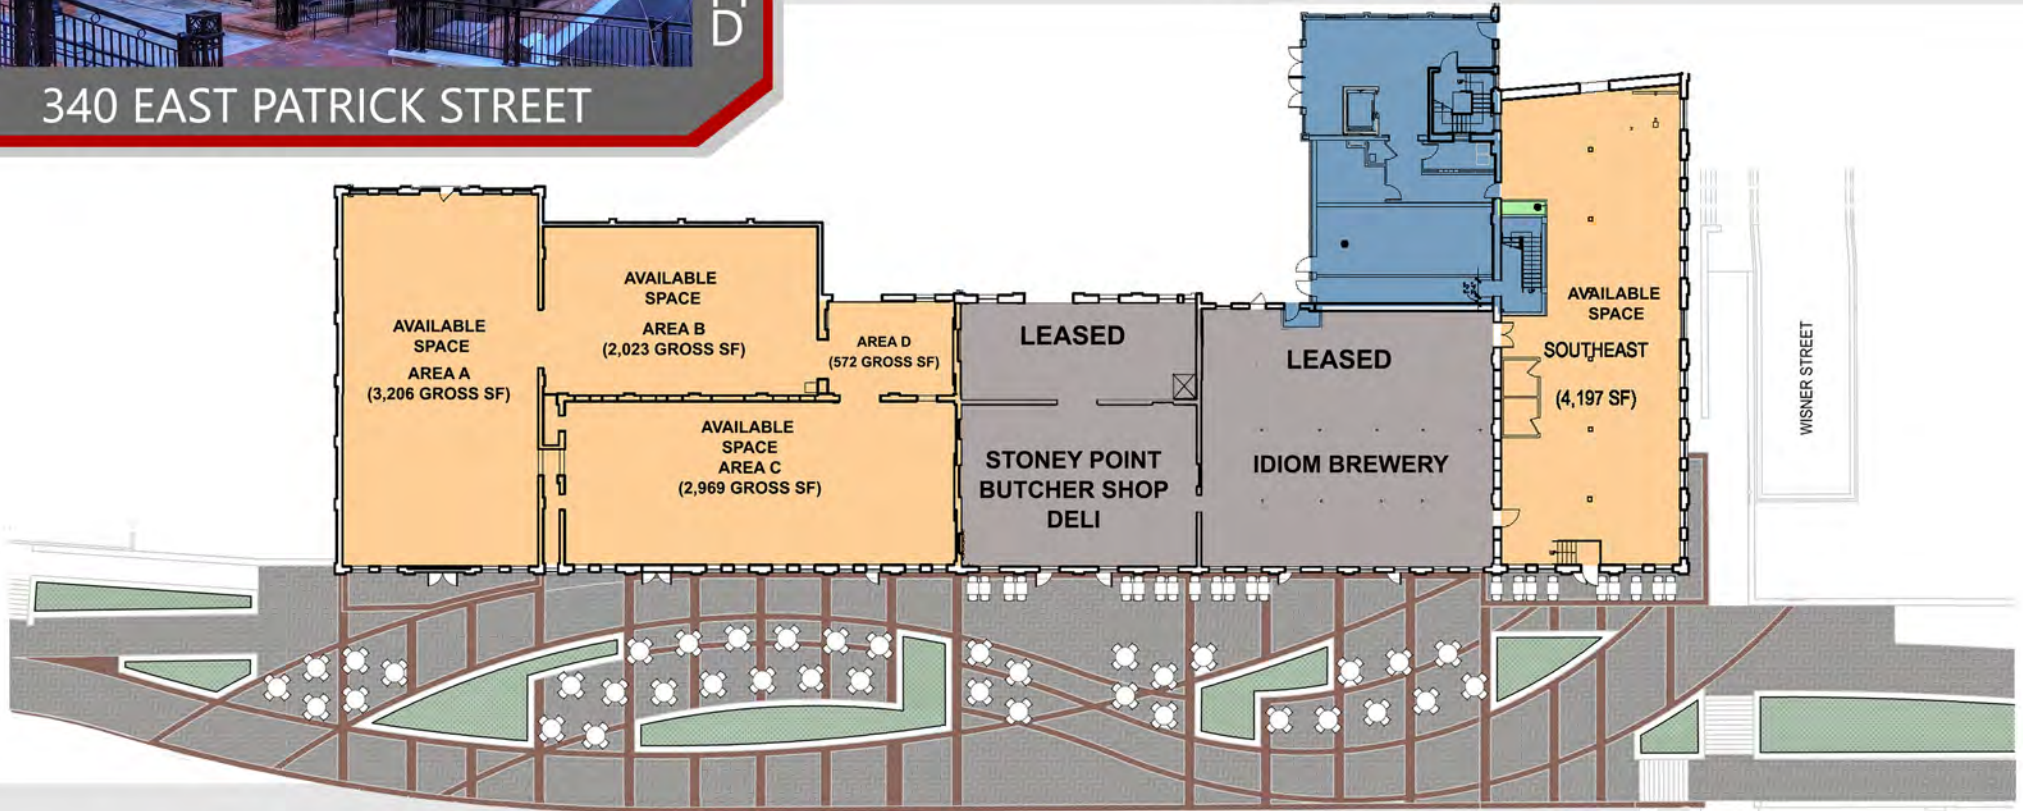 D
340 EAST PATRICK STREET
AVAILABLE
SPACE
AREA A
(3,206 GROSS SF)
AVAILABLE
SPACE
AREA B
(2,023 GROSS SF)
AREA D
(572 GROSS SF)
AVAILABLE
SPACE
AREA C
(2,969 GROSS SF)
LEASED
STONEY POINT
BUTCHER SHOP
DELI
LEASED
IDIOM BREWERY
AVAILABLE
SPACE
SOUTHEAST
(4,197 SF)
WISNER STREET